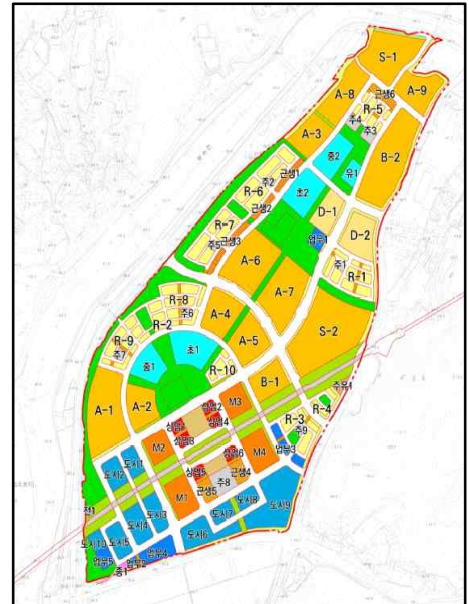 S-1
A-8
A-9
근생6
R-5
주4
주3
A-3
중2
B-2
유1
근생1
주2
R-6
근생2
초2
D-1
R-7
D-2
업무1
주5
근생3
A-6
주1
R-1
A-7
R-8
R-2
주6
A-4
S-2
R-9
주7
초1
A-5
중1
R-10
B-1
주유1
A-1
A-2
상업2
M3
R-4
상업4
R-3
주9
M2
상업3
도시1
상업6
업무3
도시2
상업5
M4
근생4
주8
M1
근생5
도시3
도시8
도시9
도시4
도시7
도시10
도시5
도시6
업무4
업무5
업무2
종1